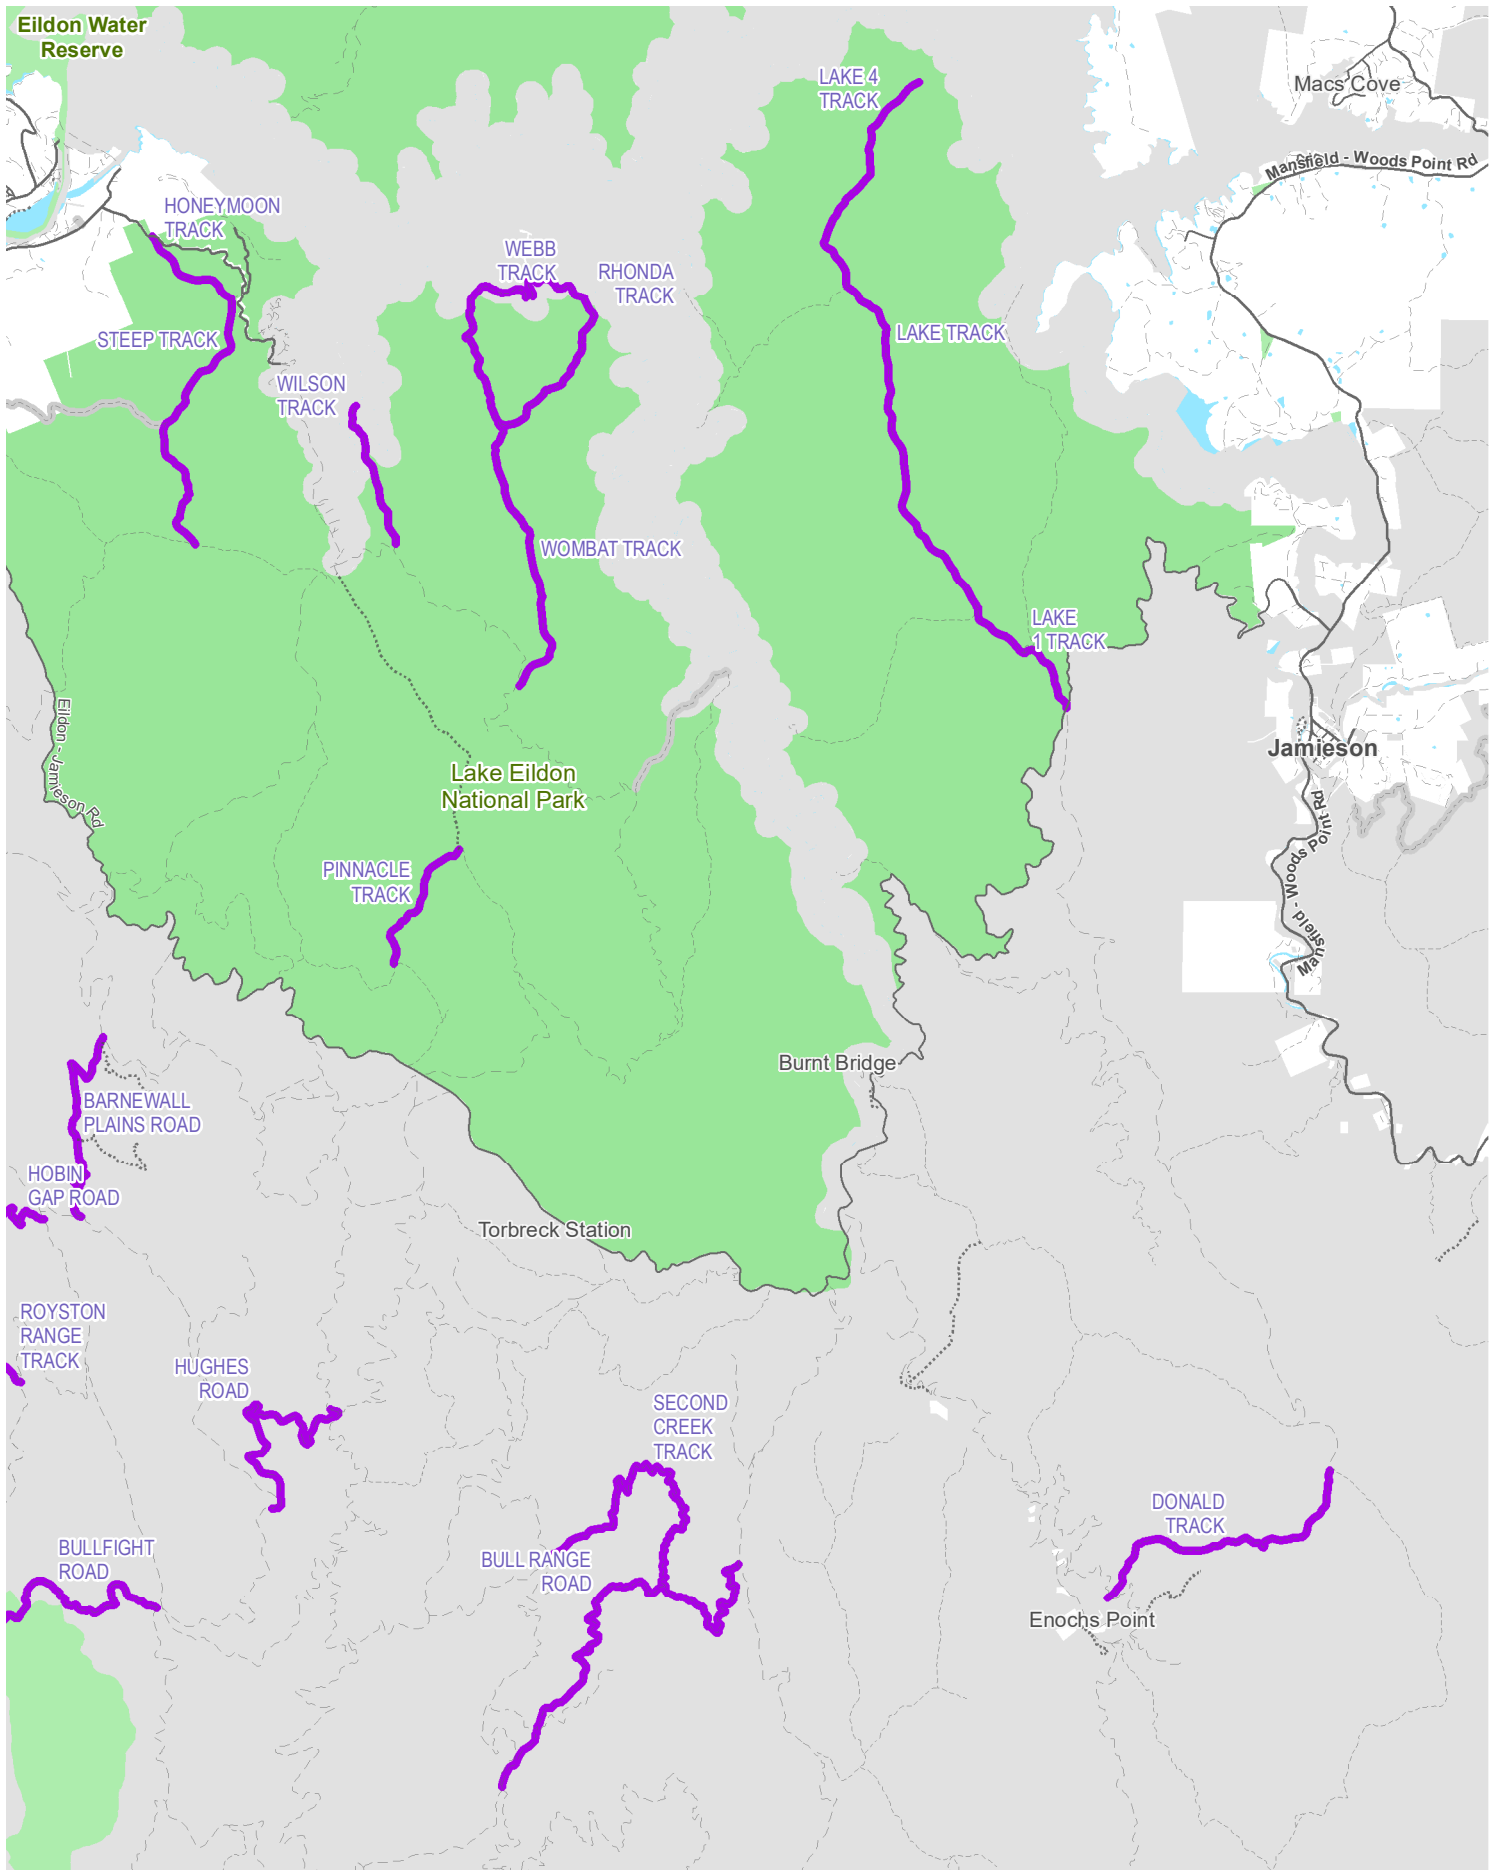 Eildon Water
Reserve
LAKE 4
TRACK
Macs Cove
Mansfield - Woods Point Rd
HONEYMOON
TRACK
WEBB
TRACK
RHONDA
TRACK
STEEP TRACK
LAKE TRACK
WILSON
TRACK
WOMBAT TRACK
LAKE
1 TRACK
Eildon - Jamieson Rd
Jamieson
Lake Eildon
National Park
Mansfield - Woods Point Rd
PINNACLE
TRACK
Burnt Bridge
BARNEWALL
PLAINS ROAD
HOBIN
GAP ROAD
Torbreck Station
ROYSTON
RANGE
TRACK
HUGHES
ROAD
SECOND
CREEK
TRACK
DONALD
TRACK
BULLFIGHT
ROAD
BULL RANGE
ROAD
Enochs Point